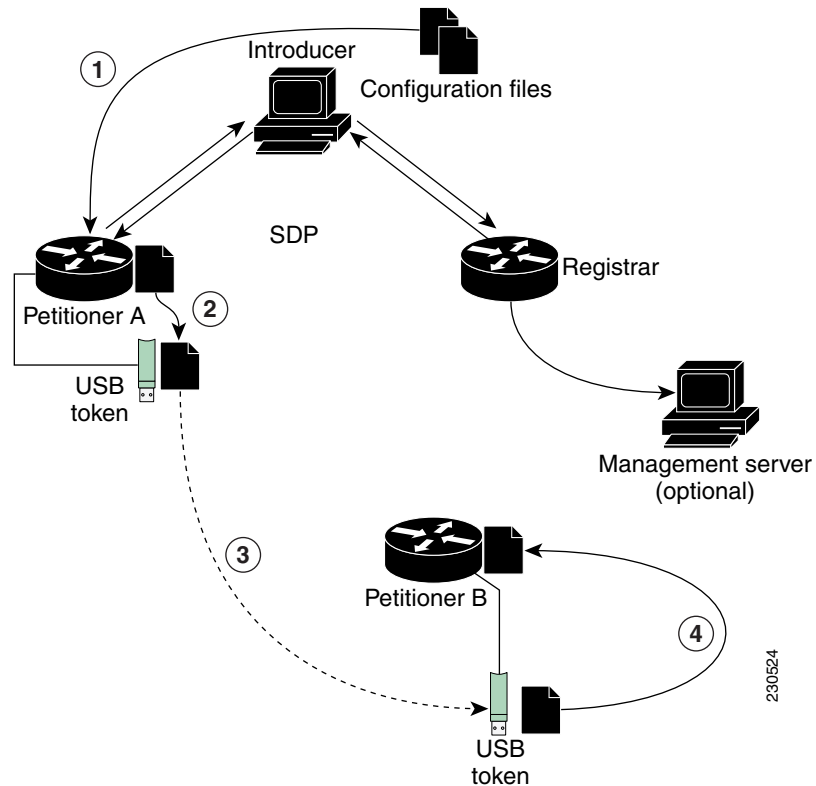 Introducer
1
Configuration files
SDP
Registrar
Petitioner A
2
USB
token
Management server
(optional)
3
Petitioner B
4
230524
USB
token